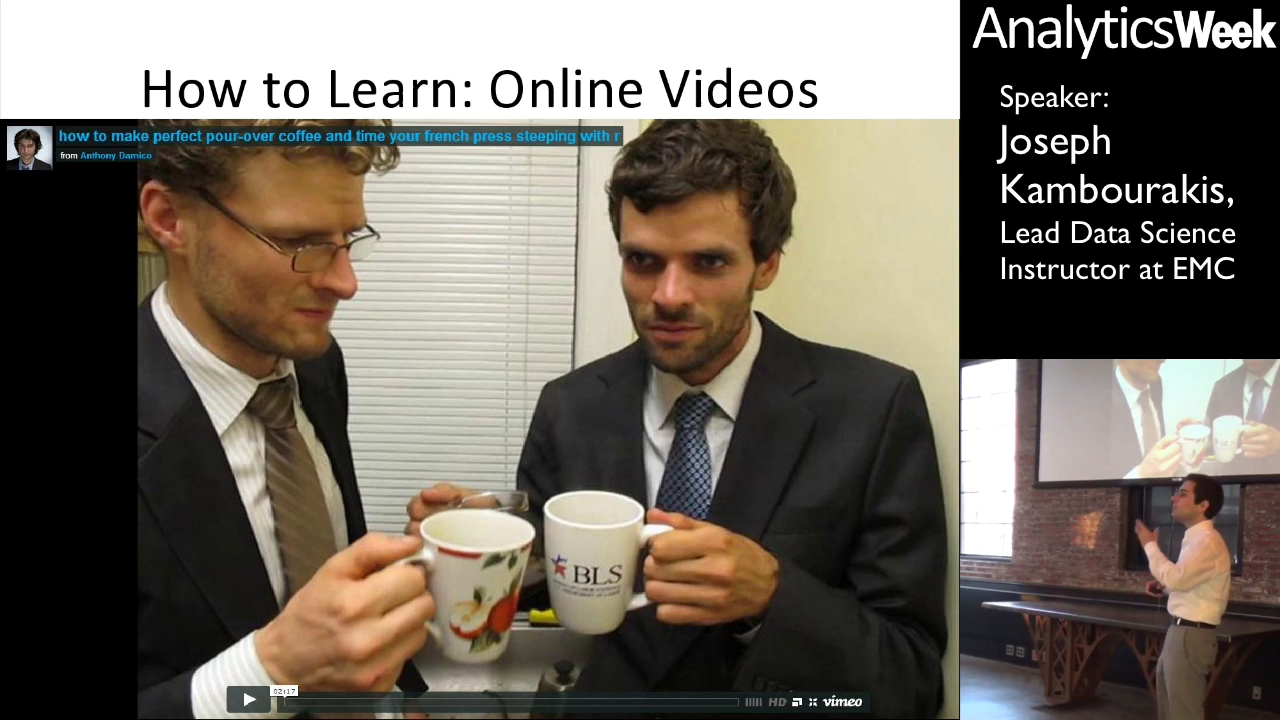 How to Learn: Online Videos
how to make perfect pour-over coffee and time your french press steeping with r
from Anthony Damico
BLS
02:17
HD
vimeo
AnalyticsWeek
Speaker:
Joseph
Kambourakis,
Lead Data Science
Instructor at EMC